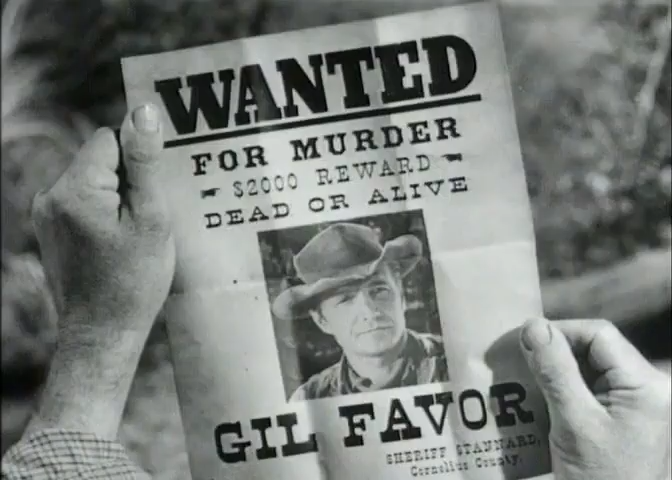 WANTED
FOR MURDER
$2000 REWARD
DEAD OR ALIVE
GIL FAVOR
SHERIFF STANNARD,
Cornelius County.